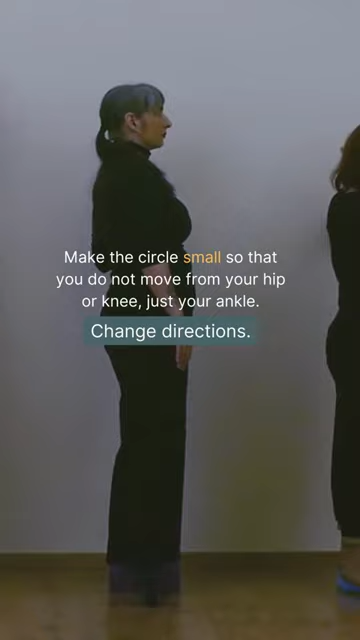 Make the circle small so that
you do not move from your hip
or knee, just your ankle.
Change directions.